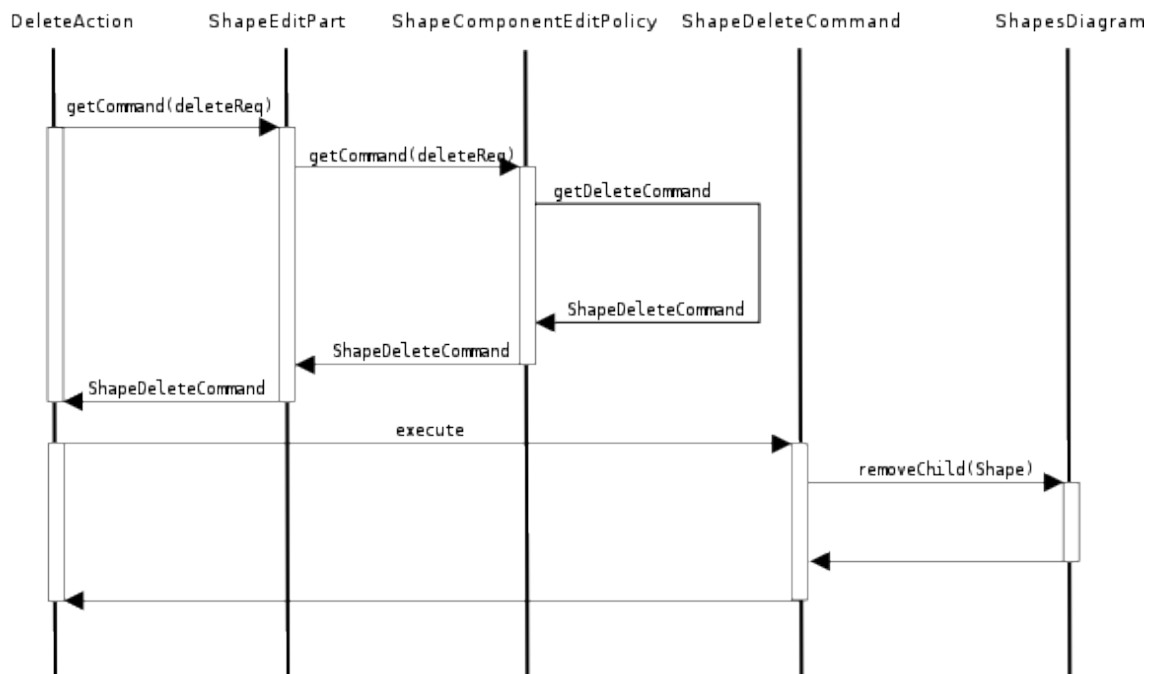 DeleteAction ShapeEditPart ShapeComponentEditPolicy ShapeDeleteCommand ShapesDiagram
getCommand(deleteReq)
getCommand(deleteReq)
getDeleteCommand
ShapeDeleteCommand
ShapeDeleteCommand
ShapeDeleteCommand
execute
removeChild(Shape)